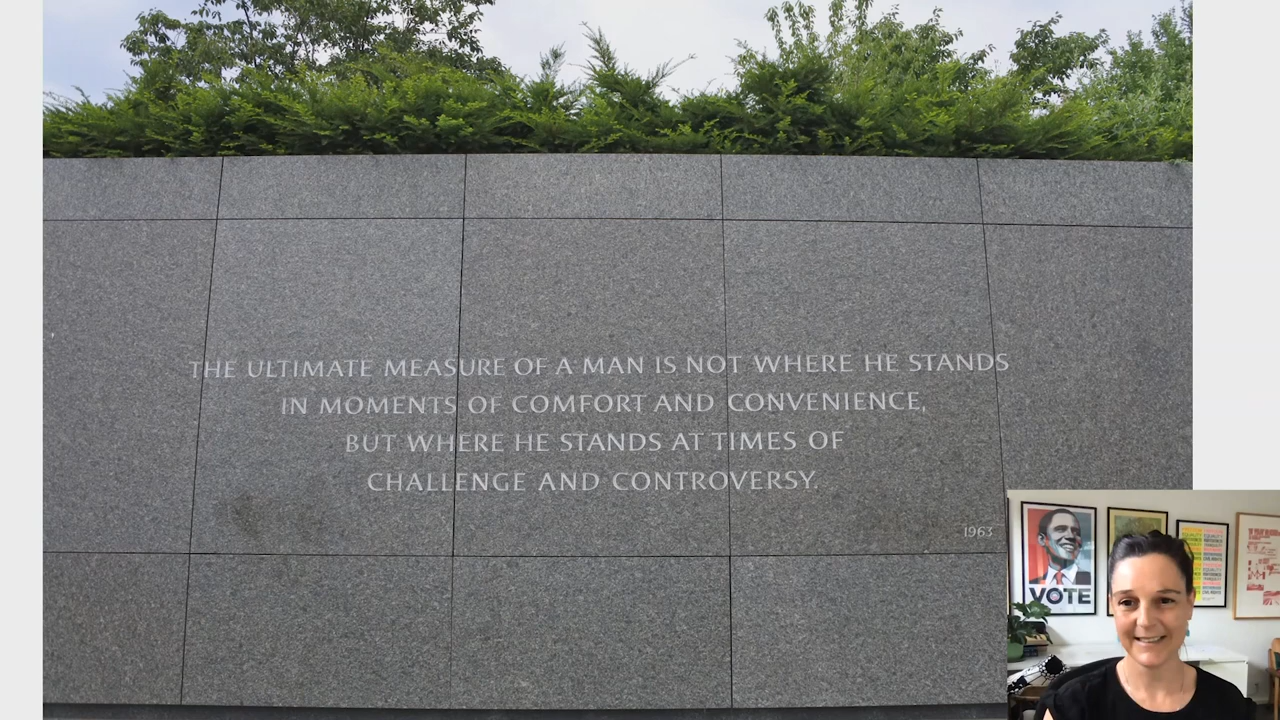 THE ULTIMATE MEASURE OF A MAN IS NOT WHERE HE STANDS
IN MOMENTS OF COMFORT AND CONVENIENCE,
BUT WHERE HE STANDS AT TIMES OF
CHALLENGE AND CONTROVERSY.
1963
VOTE